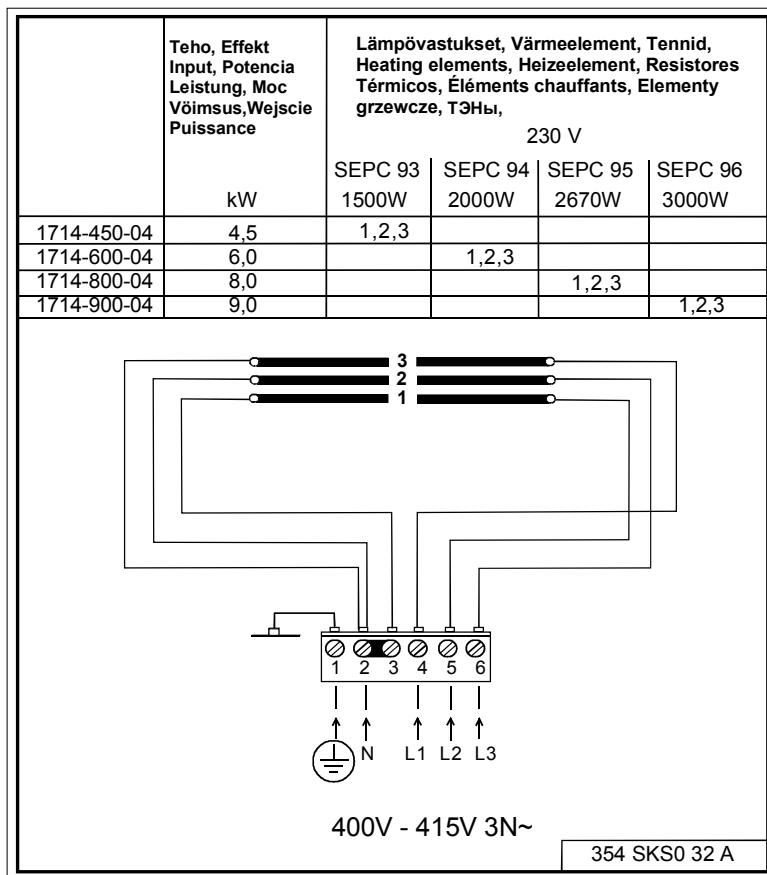 Teho, Effekt
Input, Potencia
Leistung, Moc
Vöimsus,Wejscie
Puissance
kW
Lämpövastukset, Värmeelement, Tennid,
Heating elements, Heizeelement, Resistores
Térmicos, Éléments chauffants, Elementy
grzewcze, ТЭНы,
230 V
SEPC 93 SEPC 94 SEPC 95 SEPC 96
1500W 2000W 2670W 3000W
1714-450-04 4,5 1,2,3
1714-600-04 6,0 1,2,3
1714-800-04 8,0 1,2,3
1714-900-04 9,0 1,2,3
3
2
1
1 2 3 4 5 6
N L1 L2 L3
400V - 415V 3N~
354 SKS0 32 A